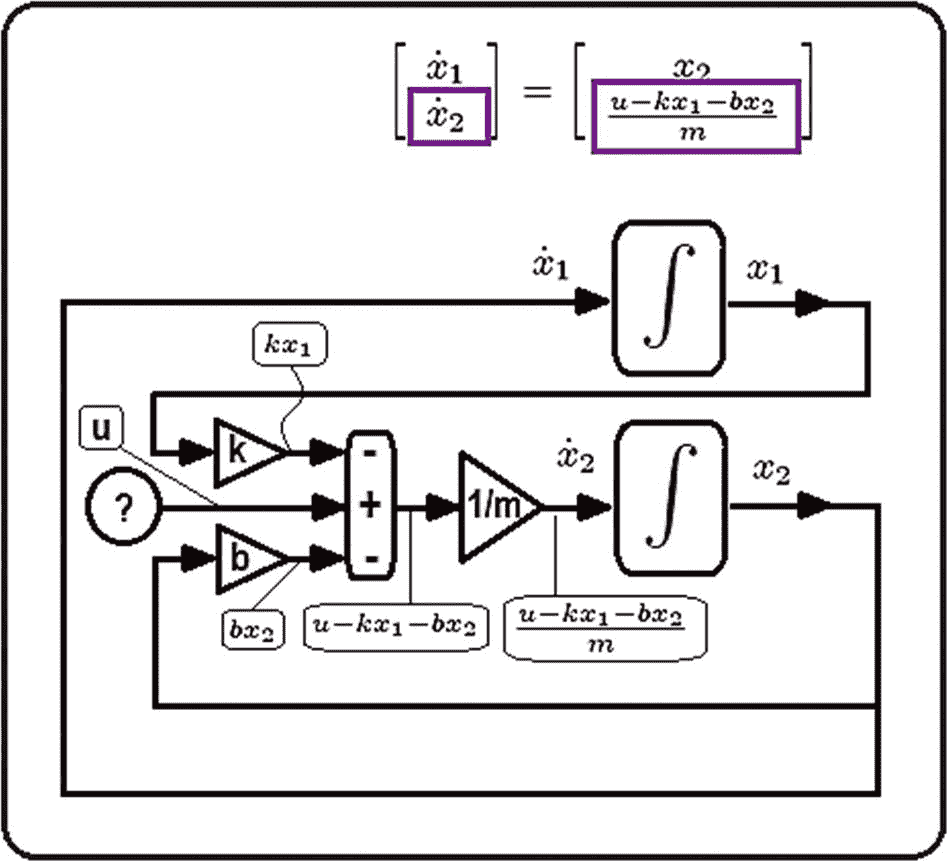 [ẋ₁] = [x₂]
[ẋ₂] [(u−kx₁−bx₂)/m]
ẋ₁ ∫ x₁
kx₁
u
k -
ẋ₂ ∫ x₂
? + 1/m
b -
bx₂
u−kx₁−bx₂
(u−kx₁−bx₂)/m